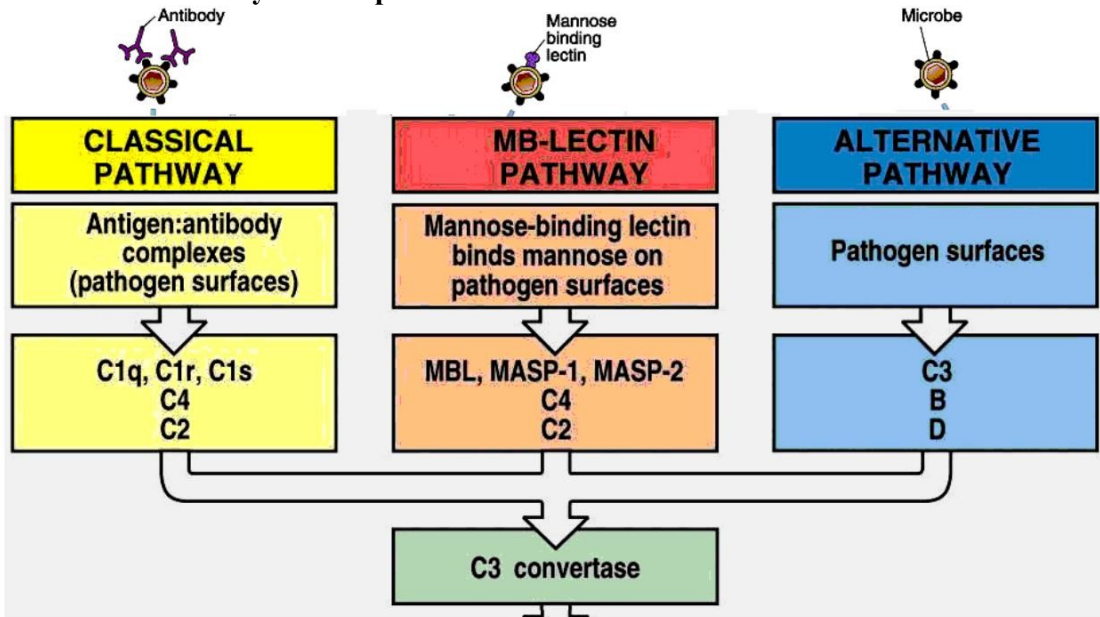 Antibody
Mannose
binding
lectin
Microbe
CLASSICAL
PATHWAY
MB-LECTIN
PATHWAY
ALTERNATIVE
PATHWAY
Antigen:antibody
complexes
(pathogen surfaces)
Mannose-binding lectin
binds mannose on
pathogen surfaces
Pathogen surfaces
C1q, C1r, C1s
C4
C2
MBL, MASP-1, MASP-2
C4
C2
C3
B
D
C3 convertase